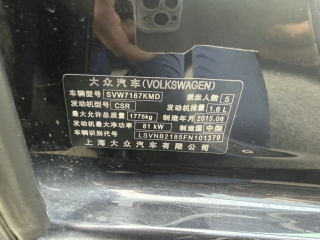 大众汽车(VOLKSWAGEN)
车辆型号 SVW7167KMD 乘坐人数 5
发动机型号 CSR 发动机排量 1.6 L
最大允许总质量 1775kg 制造年月 2015.08
发动机最大净功率 81 kW 制造国 中国
车辆识别代号 LSVNB2185FN101379
上海大众汽车有限公司